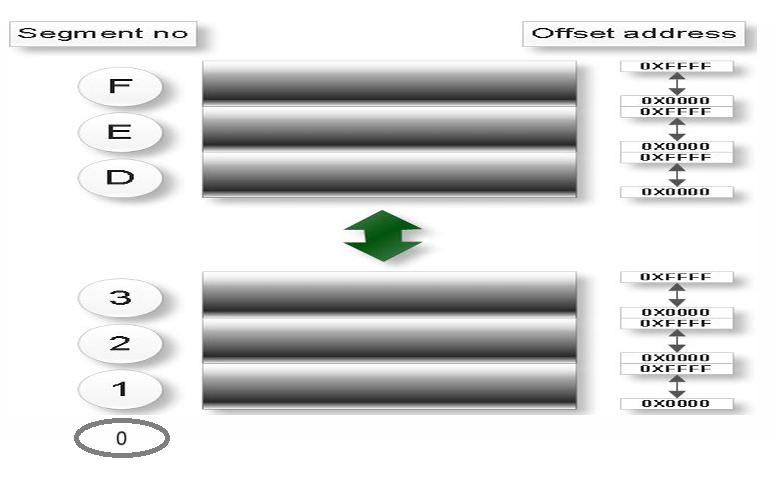 Segment no
Offset address
F
0XFFFF
0X0000
E
0XFFFF
0X0000
D
0XFFFF
0X0000
3
0XFFFF
0X0000
2
0XFFFF
0X0000
1
0XFFFF
0X0000
0